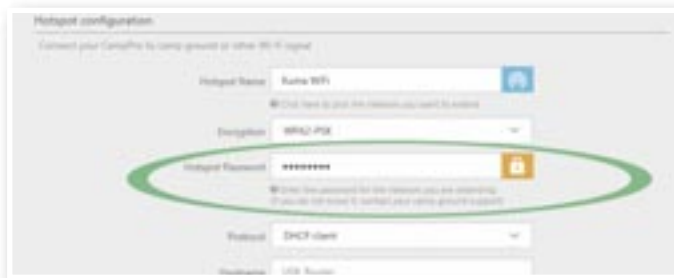 Hotspot configuration
Connect your CampPro to camp ground or other Wi-Fi signal
Hotspot Name Kuma WiFi
Click here to pick the network you want to extend
Encryption WPA2-PSK
Hotspot Password ********
Enter the password for the network you are extending
(If you do not know it, contact your camp ground support)
Protocol DHCP client
Hostname USB Router